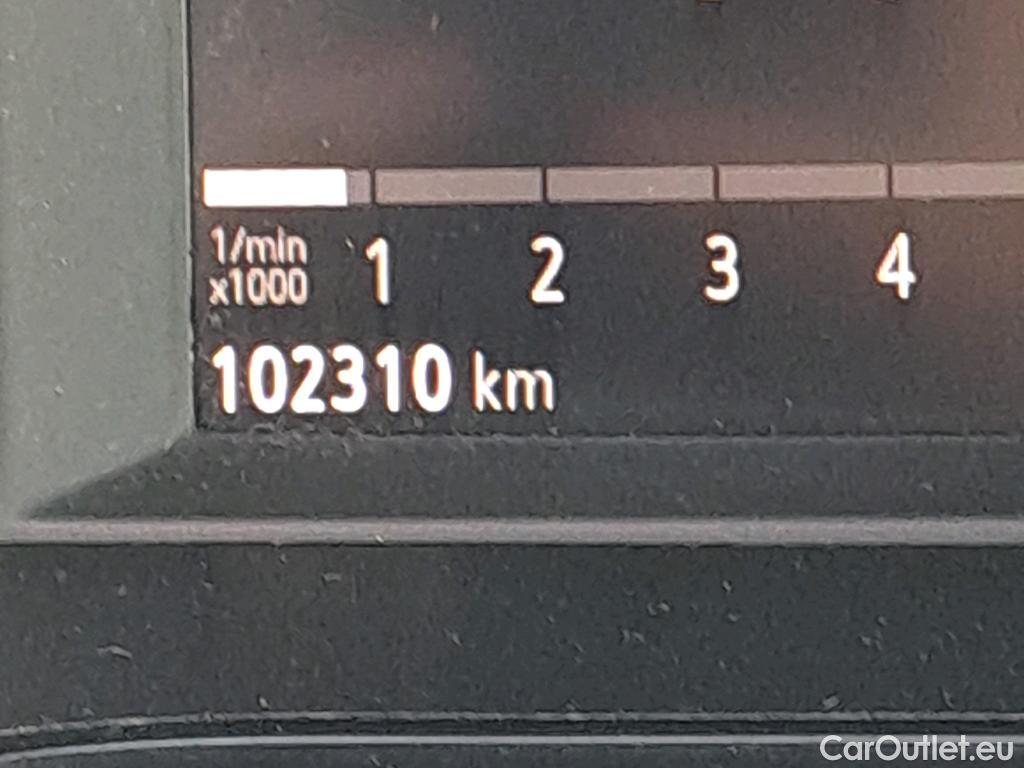 1/min
x1000 1 2 3 4
102310 km
CarOutlet.eu